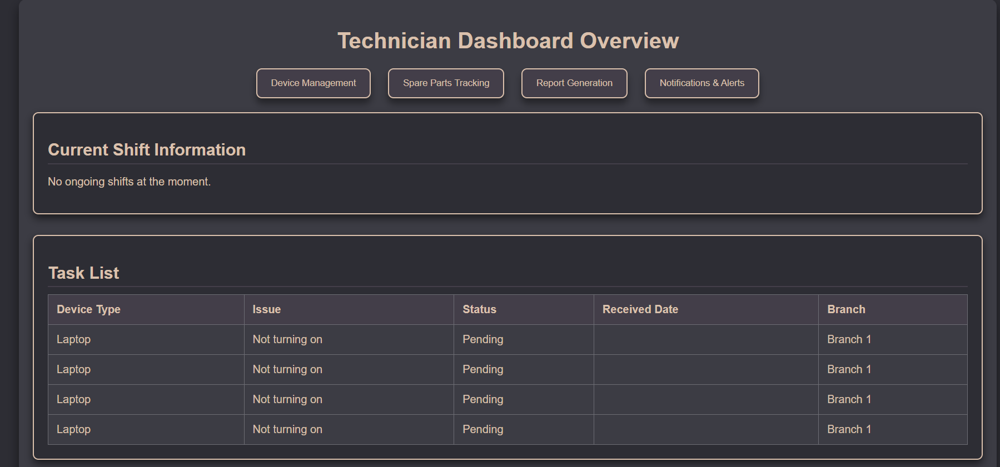 Technician Dashboard Overview
Device Management Spare Parts Tracking Report Generation Notifications & Alerts
Current Shift Information
No ongoing shifts at the moment.
Task List
Device Type Issue Status Received Date Branch
Laptop Not turning on Pending Branch 1
Laptop Not turning on Pending Branch 1
Laptop Not turning on Pending Branch 1
Laptop Not turning on Pending Branch 1